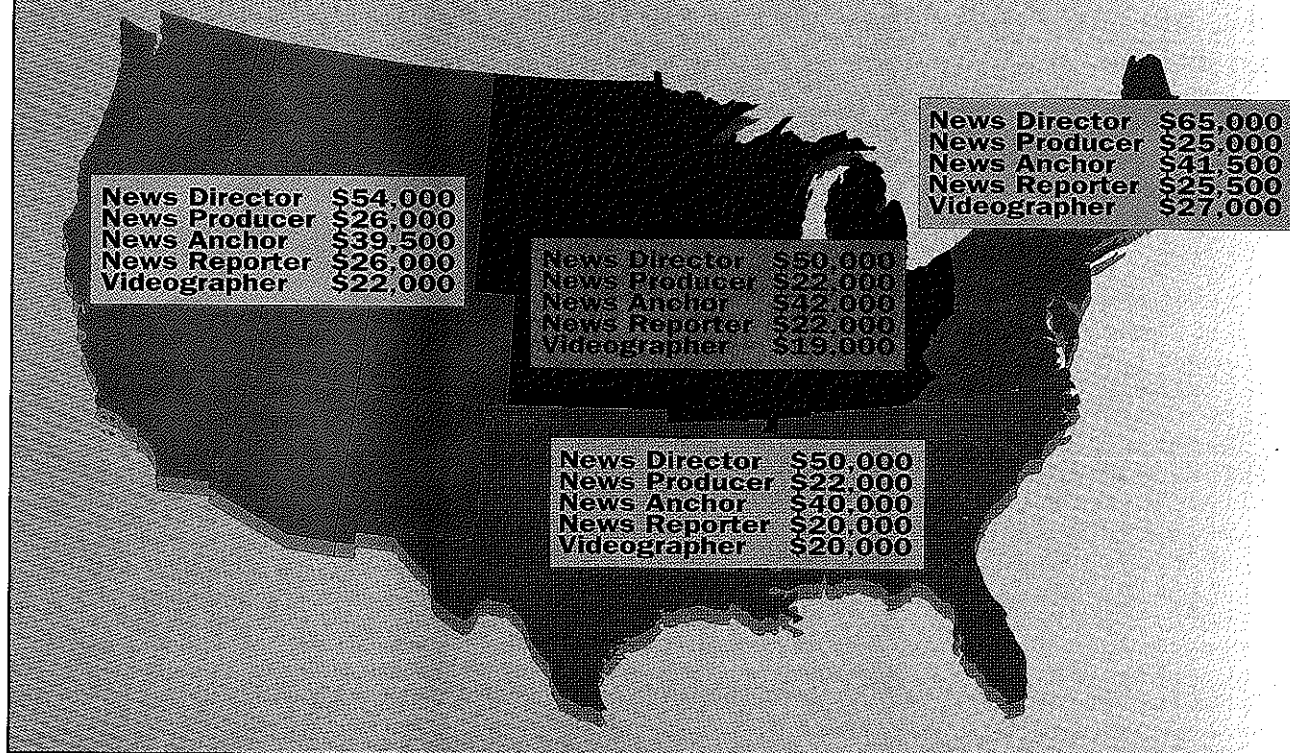 News Director $65,000
News Producer $25,000
News Anchor $41,500
News Reporter $25,500
Videographer $27,000
News Director $54,000
News Producer $26,000
News Anchor $39,500
News Reporter $26,000
Videographer $22,000
News Director $50,000
News Producer $22,000
News Anchor $42,000
News Reporter $22,000
Videographer $19,000
News Director $50,000
News Producer $22,000
News Anchor $40,000
News Reporter $20,000
Videographer $20,000